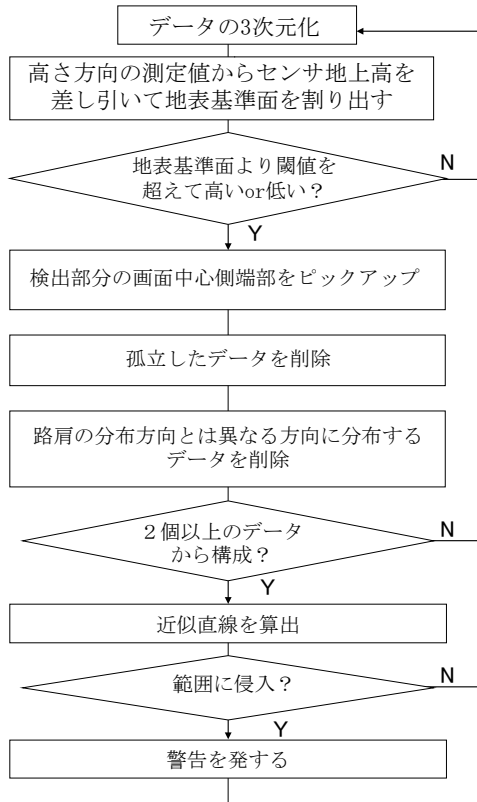 データの3次元化
高さ方向の測定値からセンサ地上高を
差し引いて地表基準面を割り出す
地表基準面より閾値を
超えて高いor低い？
N
Y
検出部分の画面中心側端部をピックアップ
孤立したデータを削除
路肩の分布方向とは異なる方向に分布する
データを削除
２個以上のデータ
から構成？
N
Y
近似直線を算出
範囲に侵入？
N
Y
警告を発する